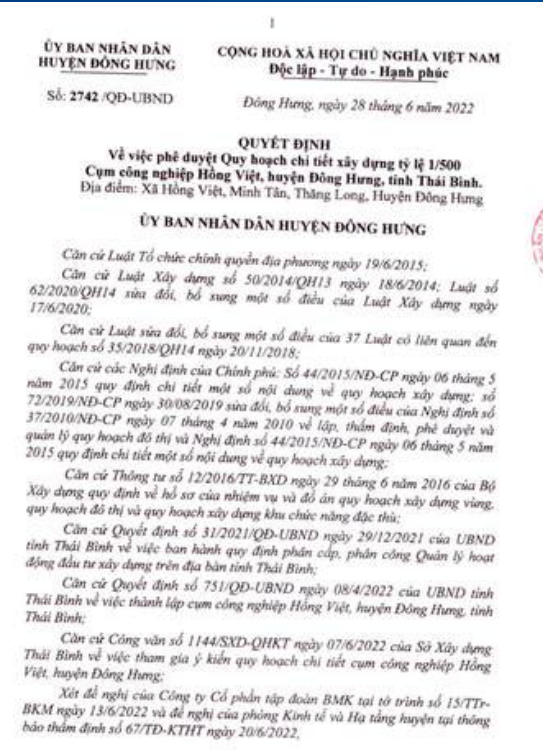 1
ỦY BAN NHÂN DÂN
HUYỆN ĐÔNG HƯNG
CỘNG HOÀ XÃ HỘI CHỦ NGHĨA VIỆT NAM
Độc lập - Tự do - Hạnh phúc
Số: 2742 /QĐ-UBND
Đông Hưng, ngày 28 tháng 6 năm 2022
QUYẾT ĐỊNH
Về việc phê duyệt Quy hoạch chi tiết xây dựng tỷ lệ 1/500
Cụm công nghiệp Hồng Việt, huyện Đông Hưng, tỉnh Thái Bình.
Địa điểm: Xã Hồng Việt, Minh Tân, Thăng Long, Huyện Đông Hưng
ỦY BAN NHÂN DÂN HUYỆN ĐÔNG HƯNG
Căn cứ Luật Tổ chức chính quyền địa phương ngày 19/6/2015;
Căn cứ Luật Xây dựng số 50/2014/QH13 ngày 18/6/2014; Luật số
62/2020/QH14 sửa đổi, bổ sung một số điều của Luật Xây dựng ngày
17/6/2020;
Căn cứ Luật sửa đổi, bổ sung một số điều của 37 Luật có liên quan đến
quy hoạch số 35/2018/QH14 ngày 20/11/2018;
Căn cứ các Nghị định của Chính phủ: Số 44/2015/NĐ-CP ngày 06 tháng 5
năm 2015 quy định chi tiết một số nội dung về quy hoạch xây dựng; số
72/2019/NĐ-CP ngày 30/08/2019 sửa đổi, bổ sung một số điều của Nghị định số
37/2010/NĐ-CP ngày 07 tháng 4 năm 2010 về lập, thẩm định, phê duyệt và
quản lý quy hoạch đô thị và Nghị định số 44/2015/NĐ-CP ngày 06 tháng 5 năm
2015 quy định chi tiết một số nội dung về quy hoạch xây dựng;
Căn cứ Thông tư số 12/2016/TT-BXD ngày 29 tháng 6 năm 2016 của Bộ
Xây dựng quy định về hồ sơ của nhiệm vụ và đồ án quy hoạch xây dựng vùng,
quy hoạch đô thị và quy hoạch xây dựng khu chức năng đặc thù;
Căn cứ Quyết định số 31/2021/QĐ-UBND ngày 29/12/2021 của UBND
tỉnh Thái Bình về việc ban hành quy định phân cấp, phân công Quản lý hoạt
động đầu tư xây dựng trên địa bàn tỉnh Thái Bình;
Căn cứ Quyết định số 751/QĐ-UBND ngày 08/4/2022 của UBND tỉnh
Thái Bình về việc thành lập cụm công nghiệp Hồng Việt, huyện Đông Hưng, tỉnh
Thái Bình;
Căn cứ Công văn số 1144/SXD-QHKT ngày 07/6/2022 của Sở Xây dựng
Thái Bình về việc tham gia ý kiến quy hoạch chi tiết cụm công nghiệp Hồng
Việt, huyện Đông Hưng;
Xét đề nghị của Công ty Cổ phần tập đoàn BMK tại tờ trình số 15/TTr-
BKM ngày 13/6/2022 và đề nghị của phòng Kinh tế và Hạ tầng huyện tại thông
báo thẩm định số 67/TD-KTHT ngày 20/6/2022,